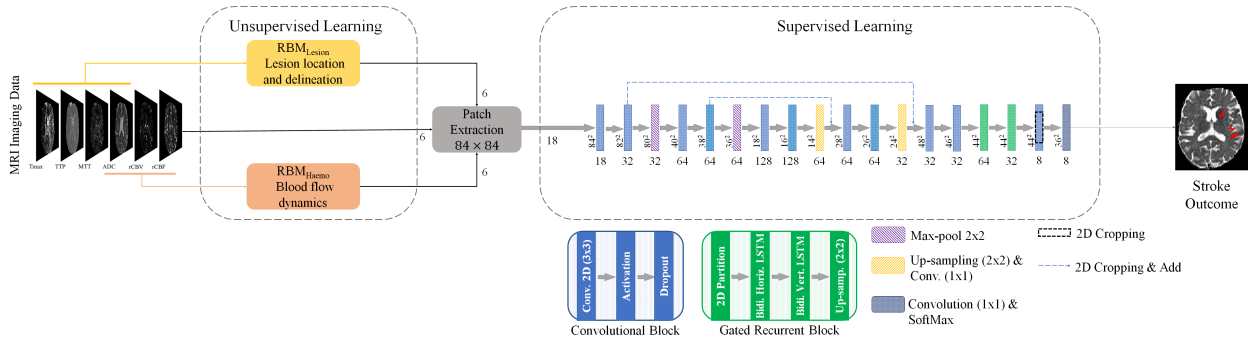 Unsupervised Learning
Supervised Learning
MRI Imaging Data
Tmax TTP MTT ADC rCBV rCBF
RBM_Lesion
Lesion location
and delineation
RBM_Haemo
Blood flow
dynamics
6
6
6
Patch
Extraction
84 × 84
18
84² 82² 80² 40² 38² 36² 18² 16² 14² 28² 26² 24² 48² 46² 44² 44² 44² 36²
18 32 32 64 64 64 128 128 64 64 64 32 32 32 64 32 8 8
Stroke
Outcome
Conv. 2D (3x3)
Activation
Dropout
Convolutional Block
2D Partition
Bidi. Horiz. LSTM
Bidi. Vert. LSTM
Up-samp. (2x2)
Gated Recurrent Block
Max-pool 2x2
Up-sampling (2x2) &
Conv. (1x1)
Convolution (1x1) &
SoftMax
2D Cropping
2D Cropping & Add